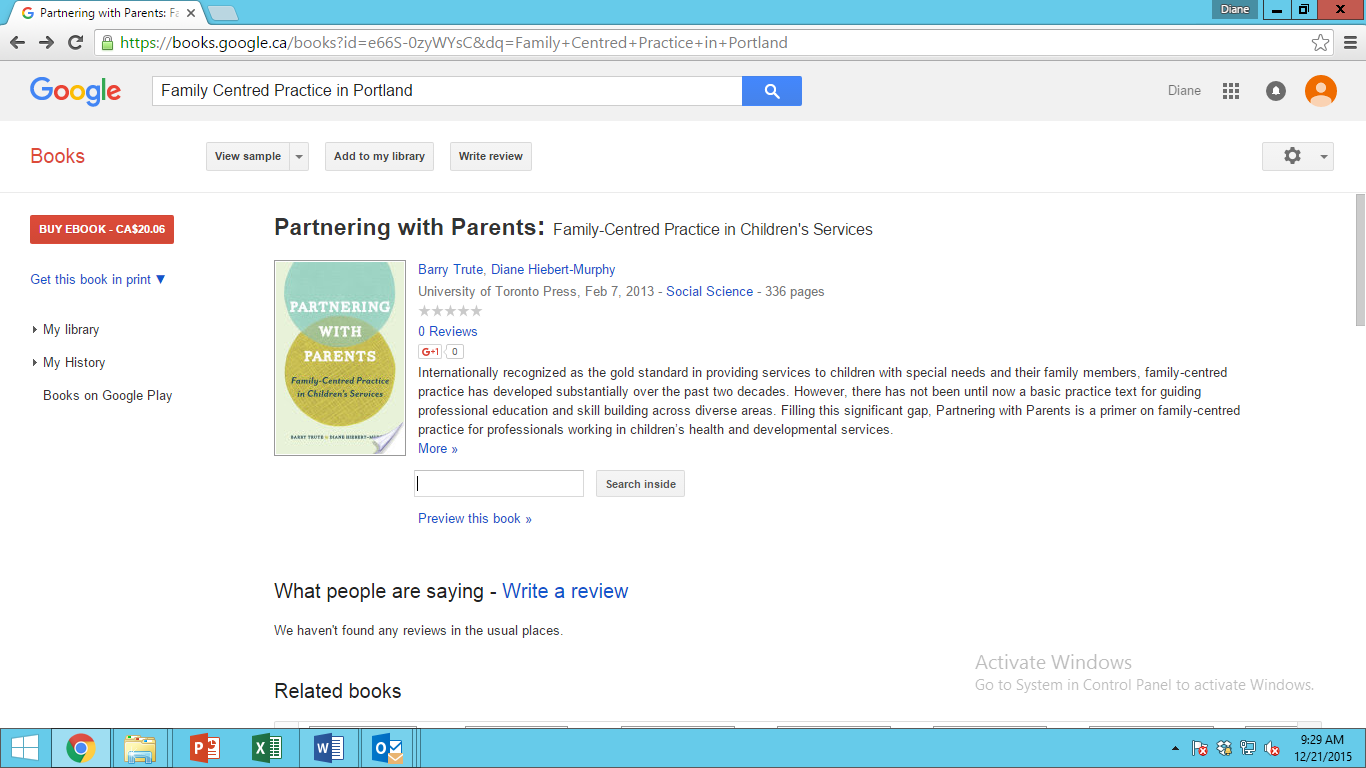 Partnering with Parents: Fa
Diane
https://books.google.ca/books?id=e66S-0zyWYsC&dq=Family+Centred+Practice+in+Portland
Google
Family Centred Practice in Portland
Diane
Books
View sample
Add to my library
Write review
BUY EBOOK - CA$20.06
Get this book in print ▼
My library
My History
Books on Google Play
Partnering with Parents: Family-Centred Practice in Children's Services
PARTNERING
WITH
PARENTS
Family-Centred Practice
in Children's Services
BARRY TRUTE
Barry Trute, Diane Hiebert-Murphy
University of Toronto Press, Feb 7, 2013 - Social Science - 336 pages
0 Reviews
G+1 0
Internationally recognized as the gold standard in providing services to children with special needs and their family members, family-centred
practice has developed substantially over the past two decades. However, there has not been until now a basic practice text for guiding
professional education and skill building across diverse areas. Filling this significant gap, Partnering with Parents is a primer on family-centred
practice for professionals working in children's health and developmental services.
More »
Search inside
Preview this book »
What people are saying - Write a review
We haven't found any reviews in the usual places.
Related books
Activate Windows
Go to System in Control Panel to activate Windows.
9:29 AM
12/21/2015